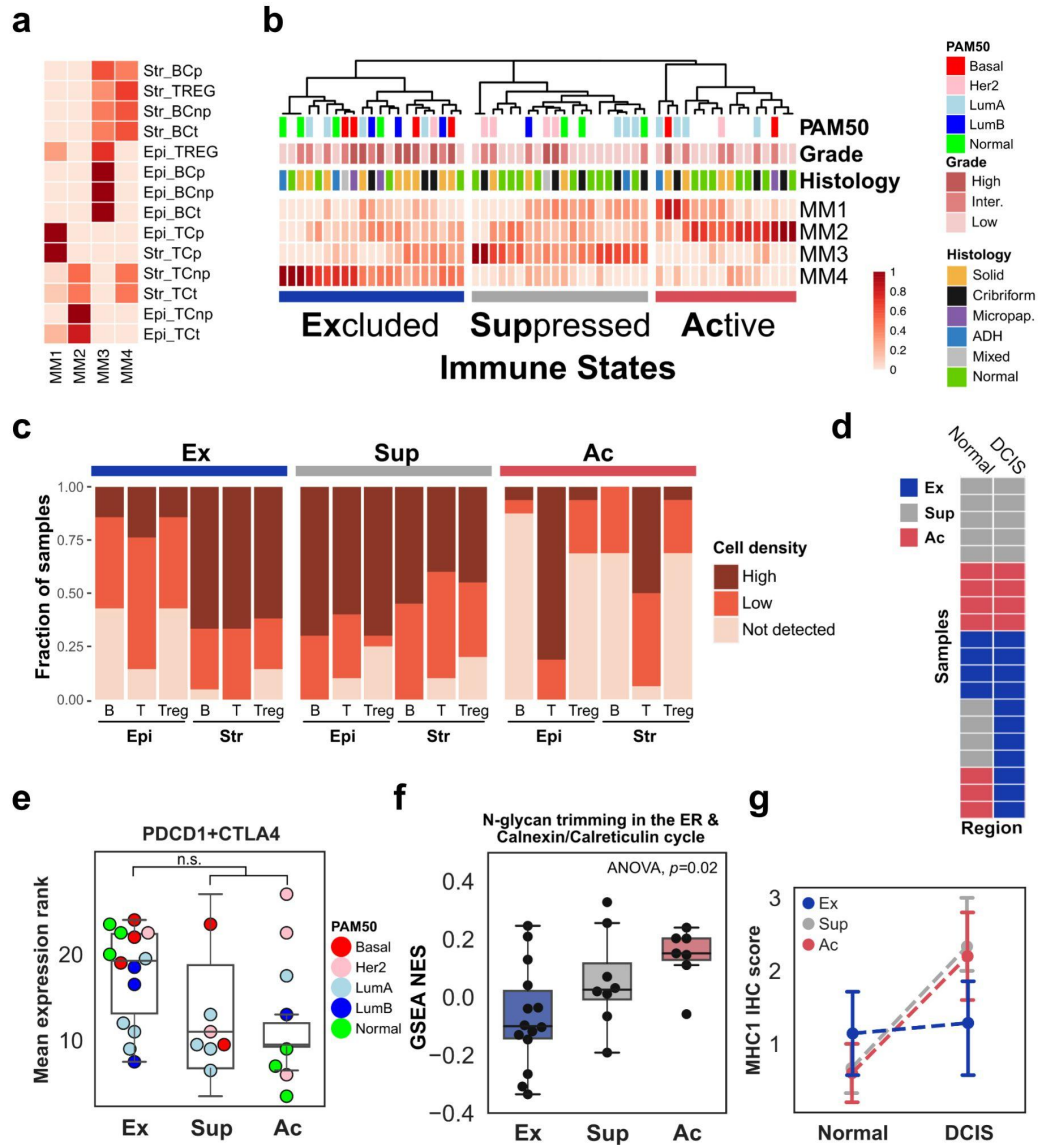 a
Str_BCp
Str_TREG
Str_BCnp
Str_BCt
Epi_TREG
Epi_BCp
Epi_BCnp
Epi_BCt
Epi_TCp
Str_TCp
Str_TCnp
Str_TCt
Epi_TCnp
Epi_TCt
MM1 MM2 MM3 MM4
b
PAM50
Grade
Histology
MM1
MM2
MM3
MM4
Excluded Suppressed Active
Immune States
1
0.8
0.6
0.4
0.2
0
PAM50
Basal
Her2
LumA
LumB
Normal
Grade
High
Inter.
Low
Histology
Solid
Cribriform
Micropap.
ADH
Mixed
Normal
c
Ex Sup Ac
Fraction of samples
1.00
0.75
0.50
0.25
0.00
B T Treg B T Treg B T Treg B T Treg B T Treg B T Treg
Epi Str Epi Str Epi Str
Cell density
High
Low
Not detected
d
Normal DCIS
Ex
Sup
Ac
Samples
Region
e
PDCD1+CTLA4
n.s.
Mean expression rank
20
10
Ex Sup Ac
PAM50
Basal
Her2
LumA
LumB
Normal
f
N-glycan trimming in the ER &
Calnexin/Calreticulin cycle
ANOVA, p=0.02
GSEA NES
0.4
0.2
0.0
−0.2
−0.4
Ex Sup Ac
g
Ex
Sup
Ac
MHC1 IHC score
3
2
1
Normal DCIS